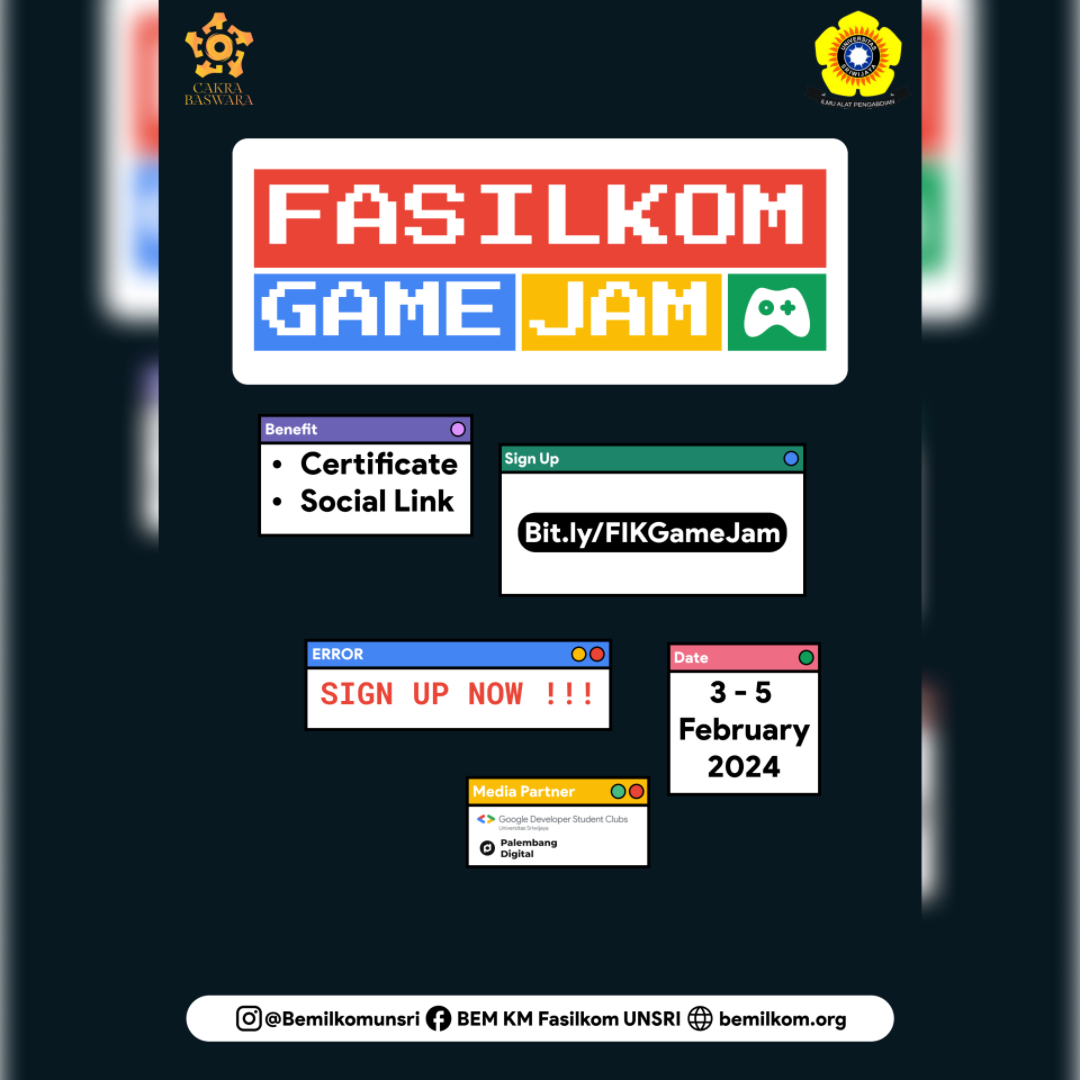 CAKRA
BASWARA
UNIVERSITAS
SRIWIJAYA
ILMU ALAT PENGABDIAN
FASILKOM
GAME JAM
Benefit
• Certificate
• Social Link
Sign Up
Bit.ly/FIKGameJam
ERROR
SIGN UP NOW !!!
Date
3 - 5
February
2024
Media Partner
Google Developer Student Clubs
Universitas Sriwijaya
Palembang
Digital
@Bemilkomunsri BEM KM Fasilkom UNSRI bemilkom.org